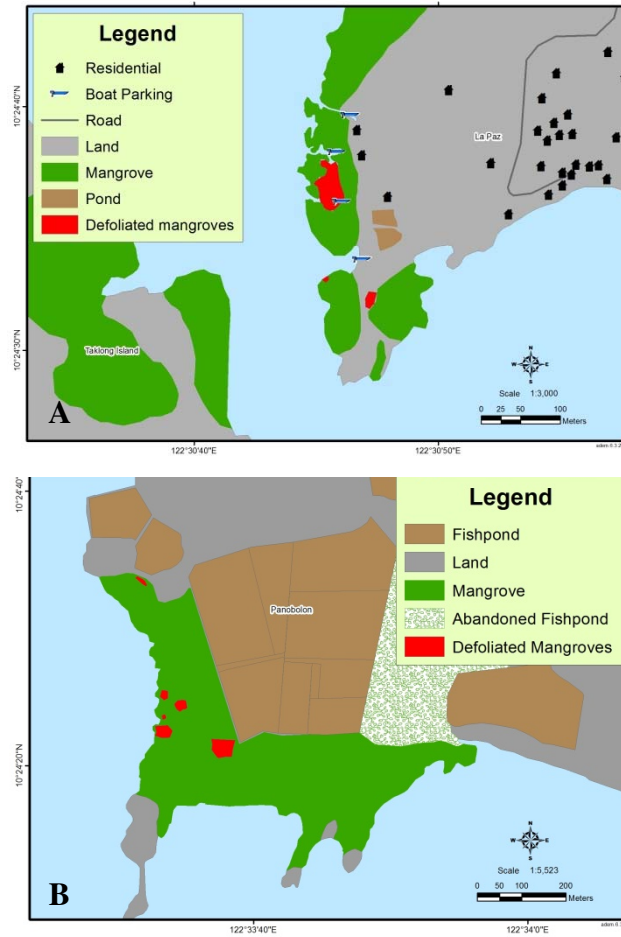 Legend
Residential
Boat Parking
Road
Land
Mangrove
Pond
Defoliated mangroves
10°24'40"N
10°24'30"N
La Paz
Taklong Island
A
N
W
E
S
Scale 1:3,000
0 25 50 100
Meters
122°30'40"E
122°30'50"E
Legend
Fishpond
Land
Mangrove
Abandoned Fishpond
Defoliated Mangroves
10°24'40"N
10°24'20"N
Panobolon
B
N
W
E
S
Scale 1:5,523
0 50 100 200
Meters
122°33'40"E
122°34'0"E